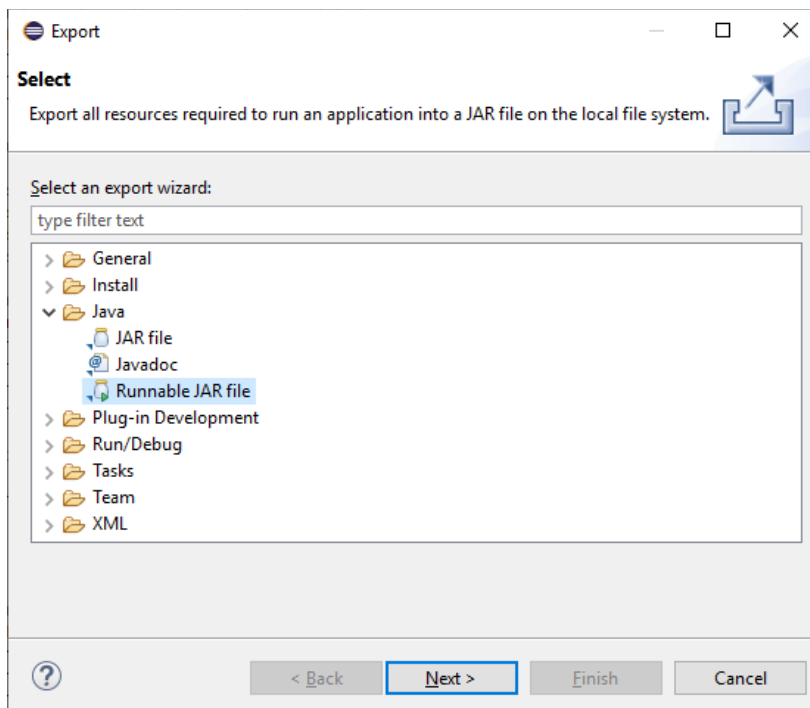 Export
Select
Export all resources required to run an application into a JAR file on the local file system.
Select an export wizard:
type filter text
General
Install
Java
JAR file
Javadoc
Runnable JAR file
Plug-in Development
Run/Debug
Tasks
Team
XML
< Back Next > Finish Cancel